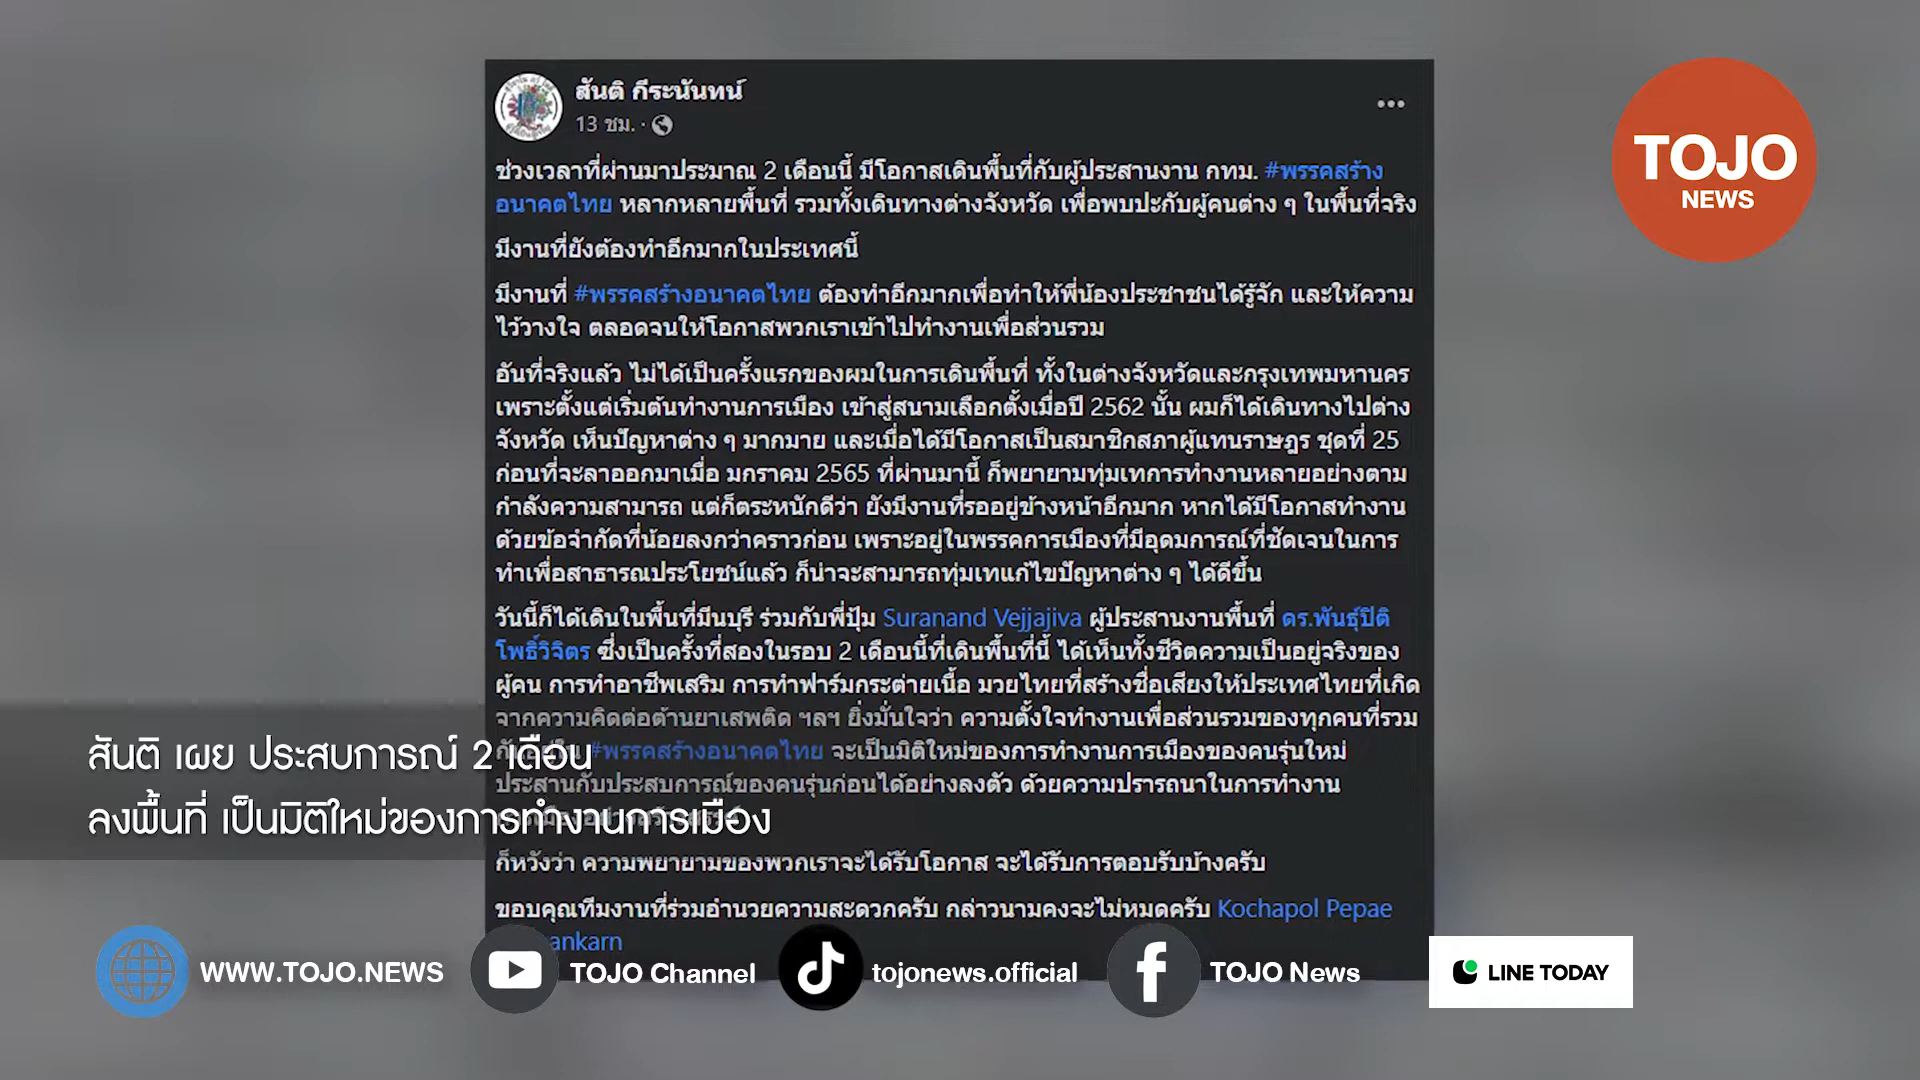 สันติ กีระนันทน์
13 ชม. ·
ช่วงเวลาที่ผ่านมาประมาณ 2 เดือนนี้ มีโอกาสเดินพื้นที่กับผู้ประสานงาน กทม. #พรรคสร้าง
อนาคตไทย หลากหลายพื้นที่ รวมทั้งเดินทางต่างจังหวัด เพื่อพบปะกับผู้คนต่าง ๆ ในพื้นที่จริง
มีงานที่ยังต้องทำอีกมากในประเทศนี้
มีงานที่ #พรรคสร้างอนาคตไทย ต้องทำอีกมากเพื่อทำให้พี่น้องประชาชนได้รู้จัก และให้ความ
ไว้วางใจ ตลอดจนให้โอกาสพวกเราเข้าไปทำงานเพื่อส่วนรวม
อันที่จริงแล้ว ไม่ได้เป็นครั้งแรกของผมในการเดินพื้นที่ ทั้งในต่างจังหวัดและกรุงเทพมหานคร
เพราะตั้งแต่เริ่มต้นทำงานการเมือง เข้าสู่สนามเลือกตั้งเมื่อปี 2562 นั้น ผมก็ได้เดินทางไปต่าง
จังหวัด เห็นปัญหาต่าง ๆ มากมาย และเมื่อได้มีโอกาสเป็นสมาชิกสภาผู้แทนราษฎร ชุดที่ 25
ก่อนที่จะลาออกมาเมื่อ มกราคม 2565 ที่ผ่านมานี้ ก็พยายามทุ่มเทการทำงานหลายอย่างตาม
กำลังความสามารถ แต่ก็ตระหนักดีว่า ยังมีงานที่รออยู่ข้างหน้าอีกมาก หากได้มีโอกาสทำงาน
ด้วยข้อจำกัดที่น้อยลงกว่าคราวก่อน เพราะอยู่ในพรรคการเมืองที่มีอุดมการณ์ที่ชัดเจนในการ
ทำเพื่อสาธารณประโยชน์แล้ว ก็น่าจะสามารถทุ่มเทแก้ไขปัญหาต่าง ๆ ได้ดีขึ้น
วันนี้ก็ได้เดินในพื้นที่มีนบุรี ร่วมกับพี่ปุ้ม Suranand Vejjajiva ผู้ประสานงานพื้นที่ ดร.พันธุ์ปิติ
โพธิ์วิจิตร ซึ่งเป็นครั้งที่สองในรอบ 2 เดือนนี้ที่เดินพื้นที่นี้ ได้เห็นทั้งชีวิตความเป็นอยู่จริงของ
ผู้คน การทำอาชีพเสริม การทำฟาร์มกระต่ายเนื้อ มวยไทยที่สร้างชื่อเสียงให้ประเทศไทยที่เกิด
จากความคิดต่อต้านยาเสพติด ฯลฯ ยิ่งมั่นใจว่า ความตั้งใจทำงานเพื่อส่วนรวมของทุกคนที่รวม
#พรรคสร้างอนาคตไทย จะเป็นมิติใหม่ของการทำงานการเมืองของคนรุ่นใหม่
ประสานกับประสบการณ์ของคนรุ่นก่อนได้อย่างลงตัว ด้วยความปรารถนาในการทำงาน
ก็หวังว่า ความพยายามของพวกเราจะได้รับโอกาส จะได้รับการตอบรับบ้างครับ
ขอบคุณทีมงานที่ร่วมอำนวยความสะดวกครับ กล่าวนามคงจะไม่หมดครับ Kochapol Pepae
TOJO
NEWS
สันติ เผย ประสบการณ์ 2 เดือน
ลงพื้นที่ เป็นมิติใหม่ของการทำงานการเมือง
WWW.TOJO.NEWS
TOJO Channel
tojonews.official
TOJO News
LINE TODAY